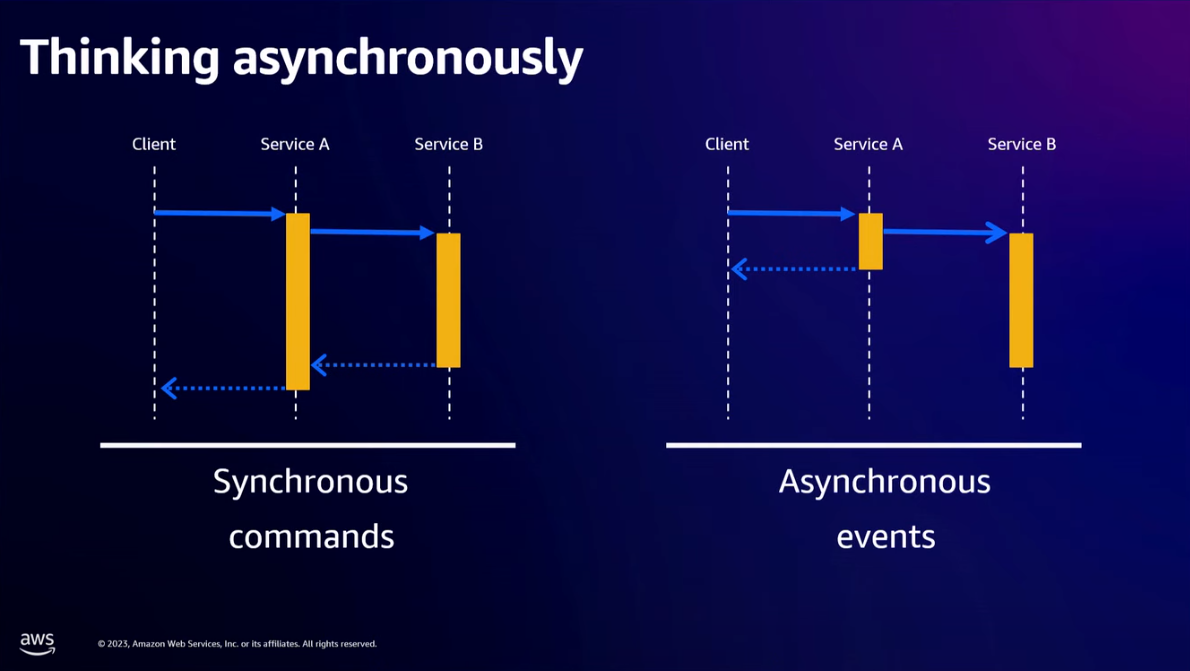 Thinking asynchronously
Client
Service A
Service B
Client
Service A
Service B
Synchronous
commands
Asynchronous
events
aws
© 2023, Amazon Web Services, Inc. or its affiliates. All rights reserved.